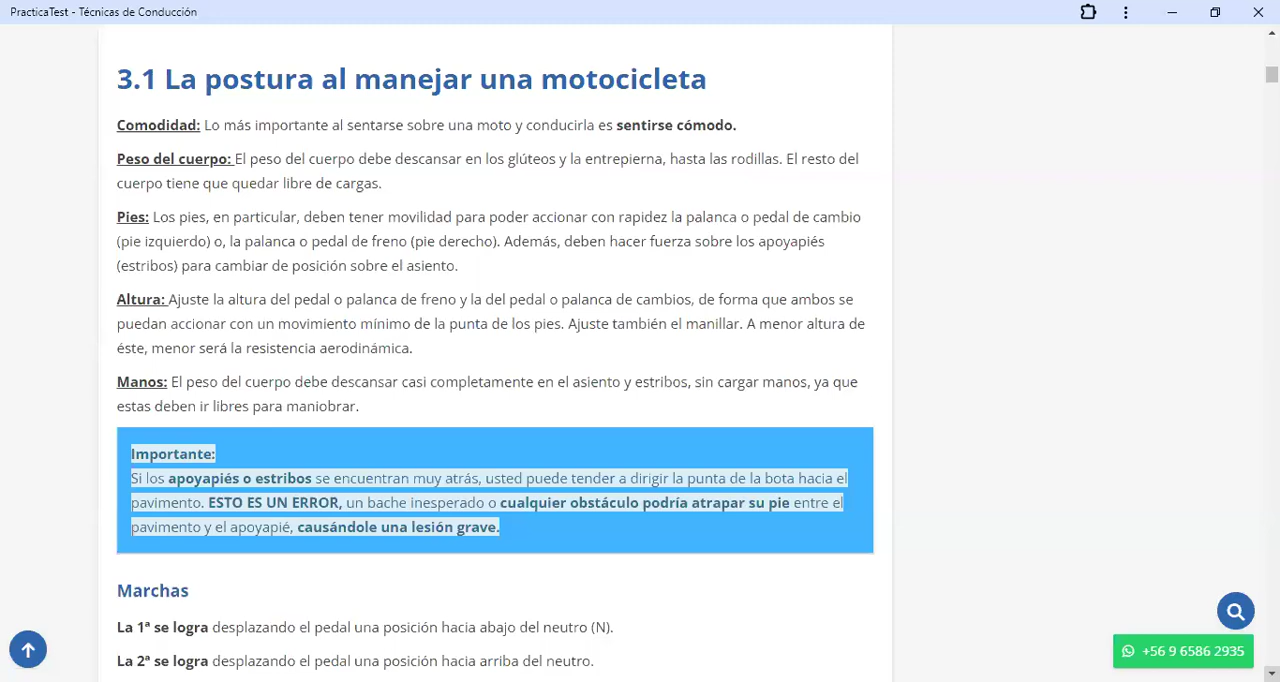 PracticaTest - Técnicas de Conducción
3.1 La postura al manejar una motocicleta
Comodidad: Lo más importante al sentarse sobre una moto y conducirla es sentirse cómodo.
Peso del cuerpo: El peso del cuerpo debe descansar en los glúteos y la entrepierna, hasta las rodillas. El resto del
cuerpo tiene que quedar libre de cargas.
Pies: Los pies, en particular, deben tener movilidad para poder accionar con rapidez la palanca o pedal de cambio
(pie izquierdo) o, la palanca o pedal de freno (pie derecho). Además, deben hacer fuerza sobre los apoyapiés
(estribos) para cambiar de posición sobre el asiento.
Altura: Ajuste la altura del pedal o palanca de freno y la del pedal o palanca de cambios, de forma que ambos se
puedan accionar con un movimiento mínimo de la punta de los pies. Ajuste también el manillar. A menor altura de
éste, menor será la resistencia aerodinámica.
Manos: El peso del cuerpo debe descansar casi completamente en el asiento y estribos, sin cargar manos, ya que
estas deben ir libres para maniobrar.
Importante:
Si los apoyapiés o estribos se encuentran muy atrás, usted puede tender a dirigir la punta de la bota hacia el
pavimento. ESTO ES UN ERROR, un bache inesperado o cualquier obstáculo podría atrapar su pie entre el
pavimento y el apoyapié, causándole una lesión grave.
Marchas
La 1ª se logra desplazando el pedal una posición hacia abajo del neutro (N).
La 2ª se logra desplazando el pedal una posición hacia arriba del neutro.
+56 9 6586 2935